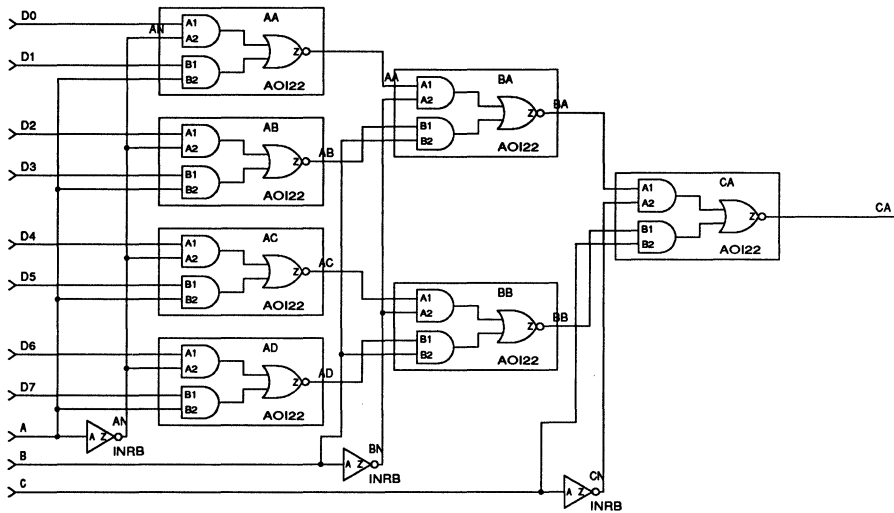 D0
AN
A1
A2
B1
B2
Z
AA
AOI22
D1
D2
A1
A2
B1
B2
Z
AB
AOI22
AB
D3
D4
A1
A2
B1
B2
Z
AC
AOI22
AC
D5
D6
A1
A2
B1
B2
Z
AD
AOI22
AD
D7
A
A Z
AN
INRB
B
A Z
BN
INRB
C
A Z
CN
INRB
AA
A1
A2
B1
B2
Z
BA
AOI22
BA
A1
A2
B1
B2
Z
BB
AOI22
BB
A1
A2
B1
B2
Z
CA
AOI22
CA